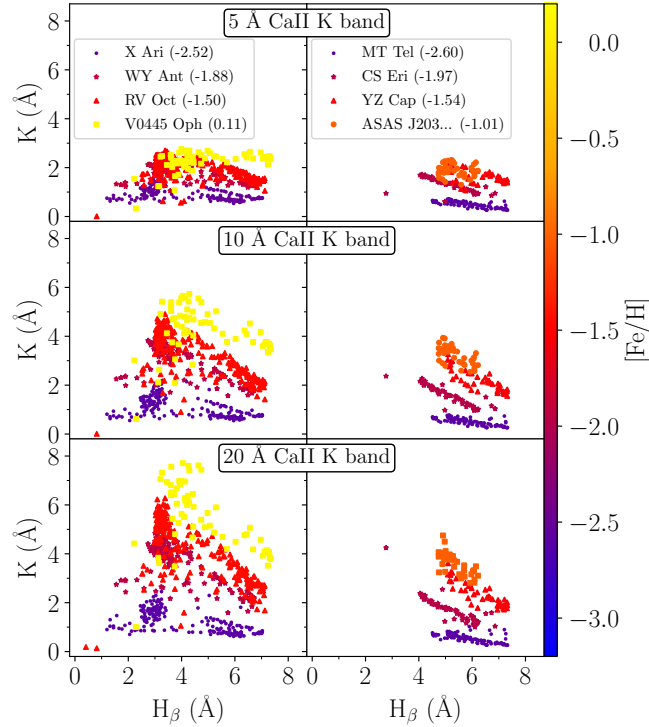 5 Å CaII K band
X Ari (-2.52)
WY Ant (-1.88)
RV Oct (-1.50)
V0445 Oph (0.11)
MT Tel (-2.60)
CS Eri (-1.97)
YZ Cap (-1.54)
ASAS J203... (-1.01)
8
6
4
2
0
K (Å)
10 Å CaII K band
8
6
4
2
0
K (Å)
20 Å CaII K band
8
6
4
2
0
K (Å)
0 2 4 6 8
0 2 4 6 8
H_β (Å)
H_β (Å)
0.0
−0.5
−1.0
−1.5
−2.0
−2.5
−3.0
[Fe/H]